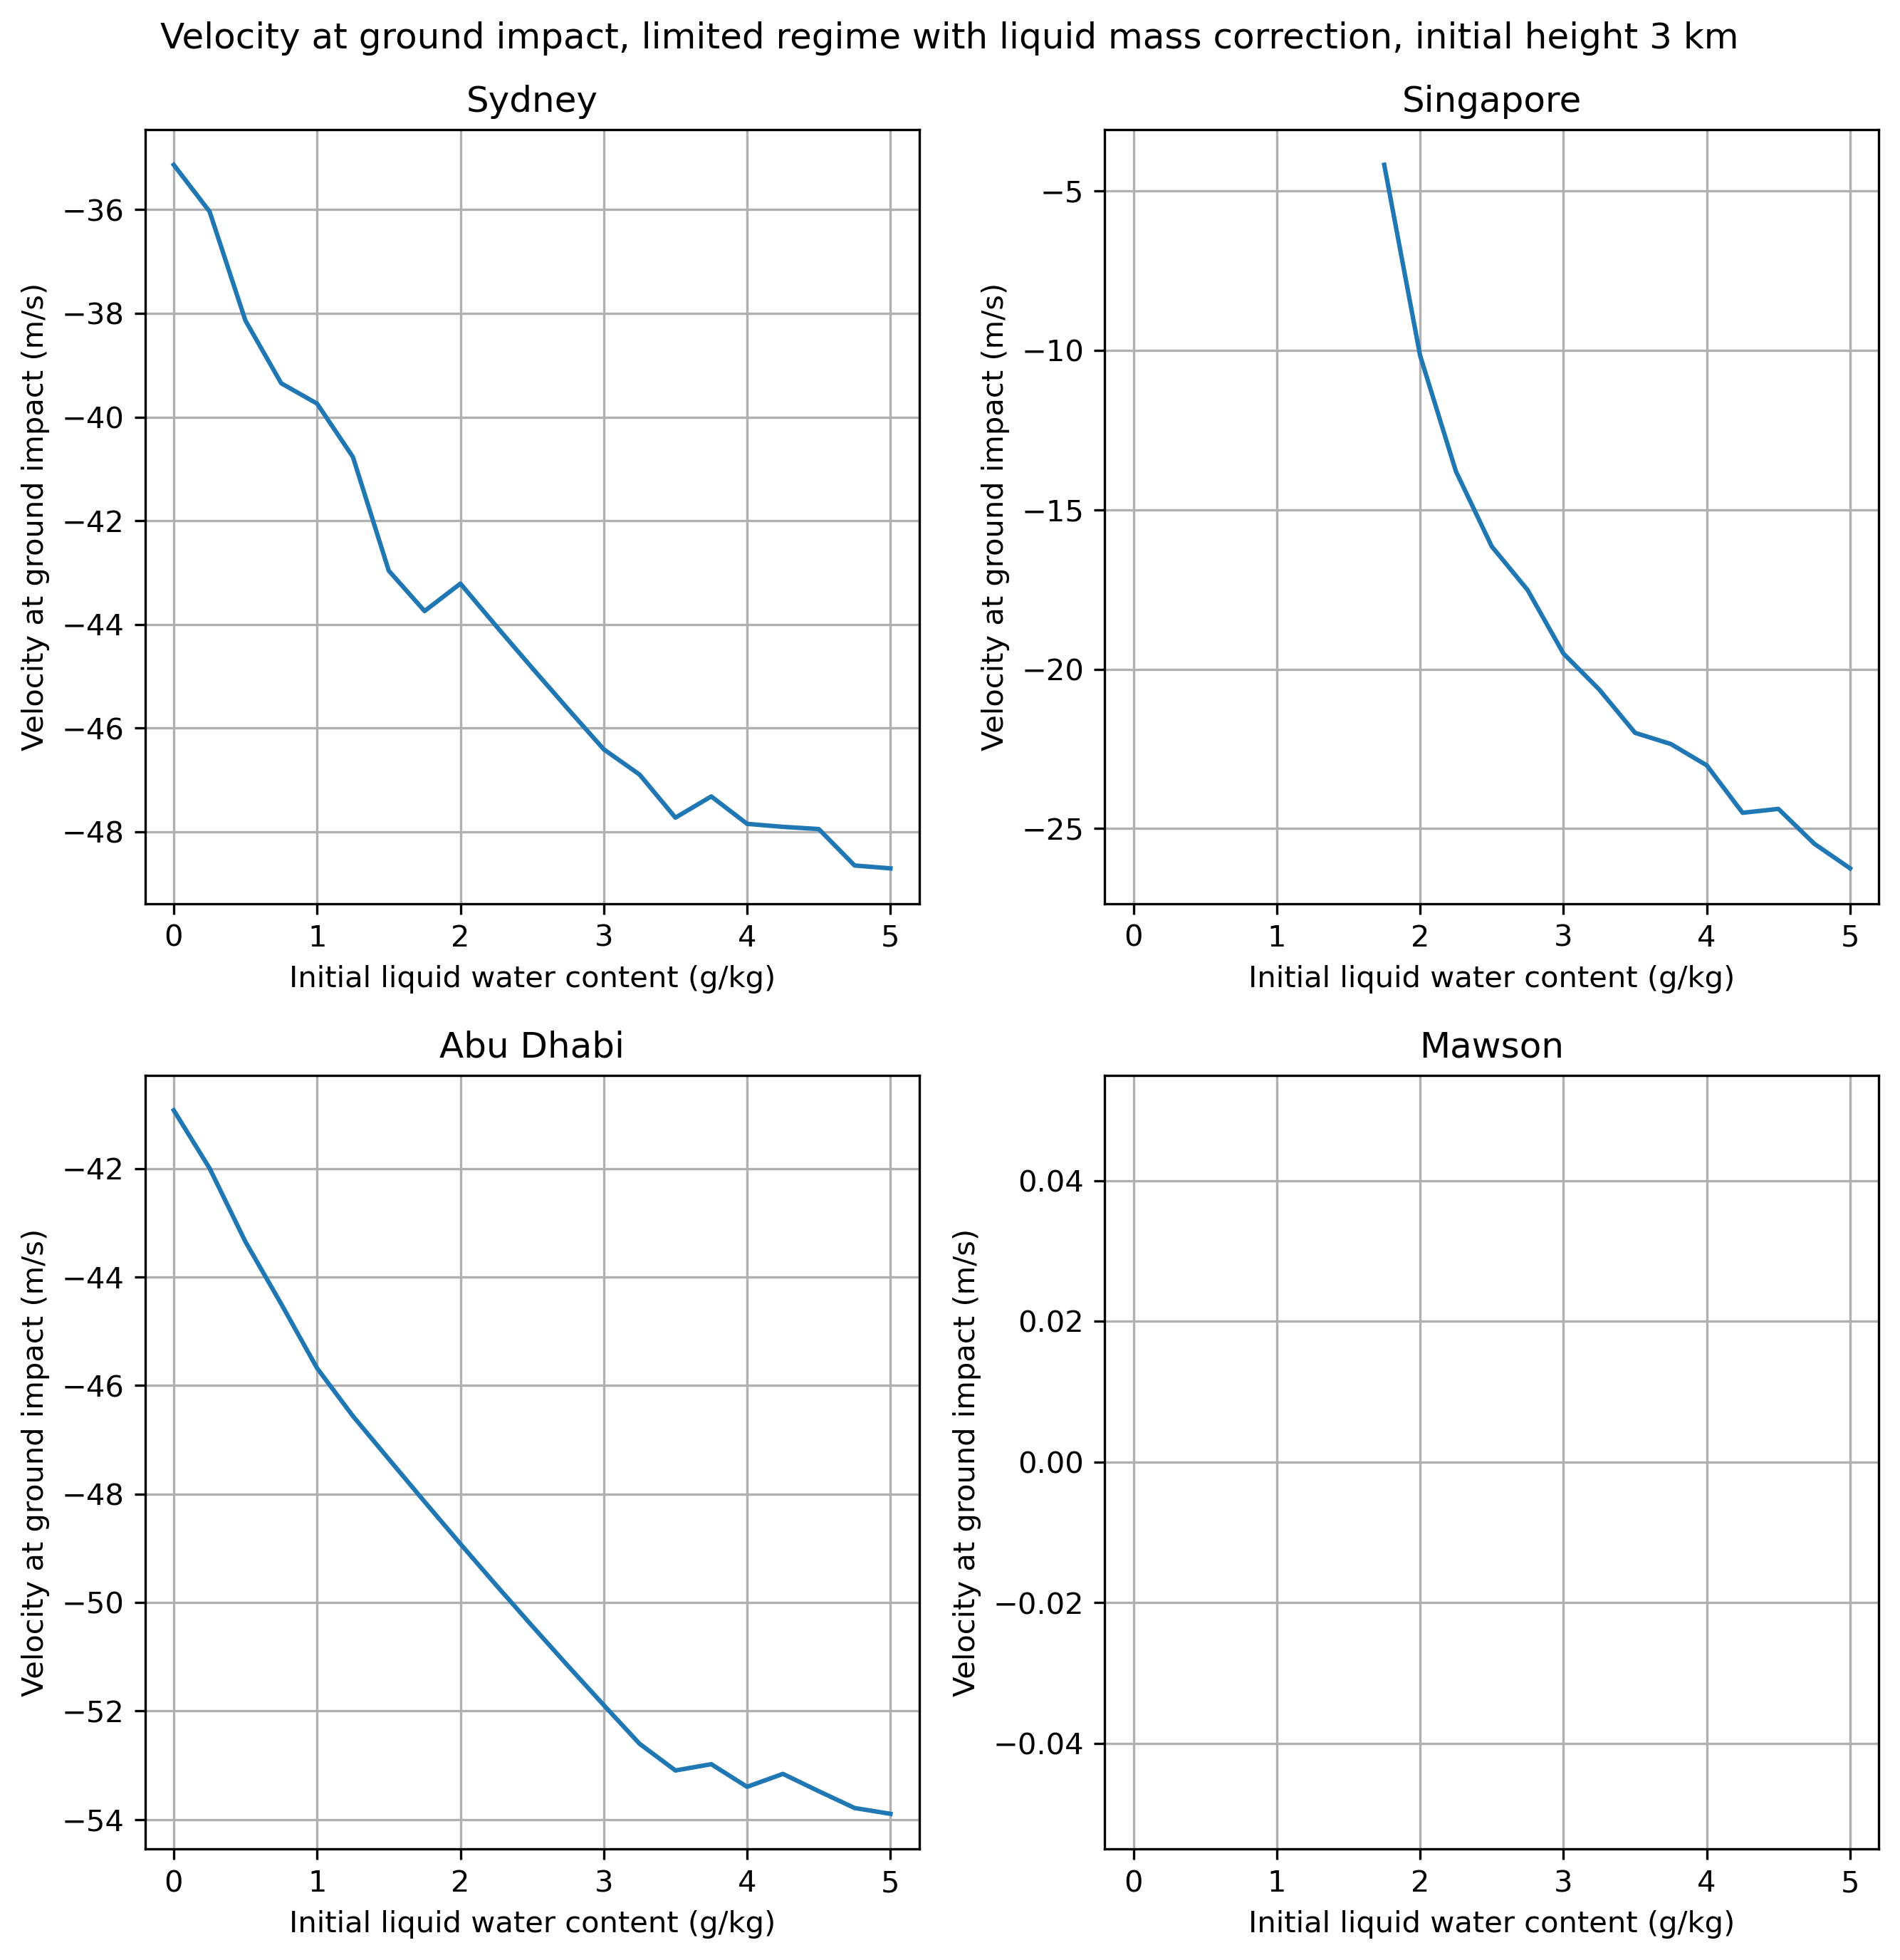 Velocity at ground impact, limited regime with liquid mass correction, initial height 3 km
Sydney
Velocity at ground impact (m/s)
−36
−38
−40
−42
−44
−46
−48
0 1 2 3 4 5
Initial liquid water content (g/kg)
Singapore
Velocity at ground impact (m/s)
−5
−10
−15
−20
−25
0 1 2 3 4 5
Initial liquid water content (g/kg)
Abu Dhabi
Velocity at ground impact (m/s)
−42
−44
−46
−48
−50
−52
−54
0 1 2 3 4 5
Initial liquid water content (g/kg)
Mawson
Velocity at ground impact (m/s)
0.04
0.02
0.00
−0.02
−0.04
0 1 2 3 4 5
Initial liquid water content (g/kg)